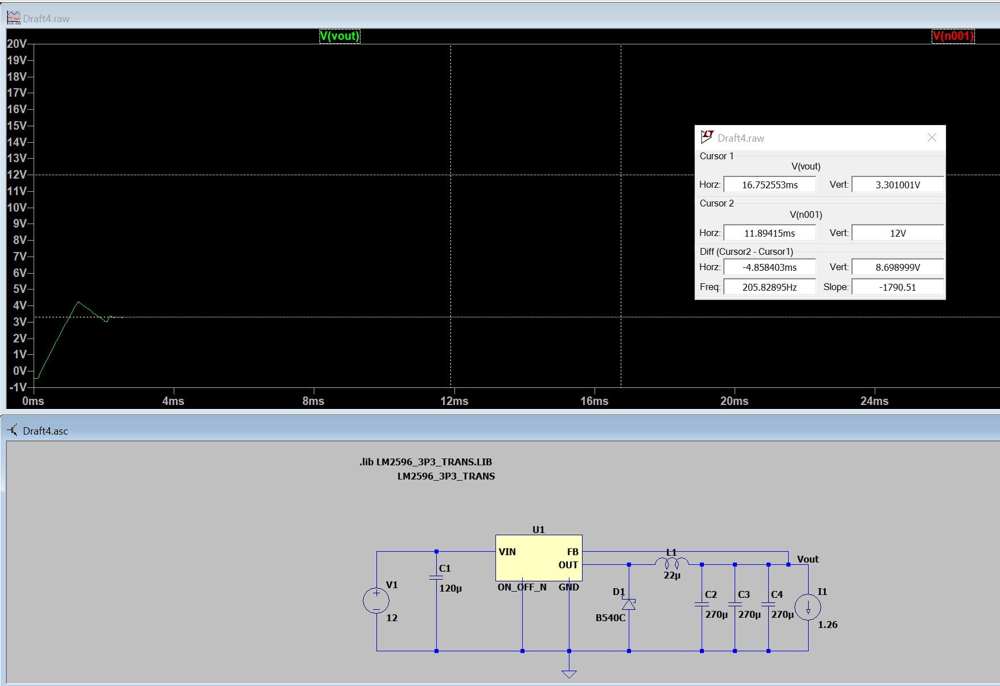 Draft4.raw
V(vout)
V(n001)
20V
19V
18V
17V
16V
15V
14V
13V
12V
11V
10V
9V
8V
7V
6V
5V
4V
3V
2V
1V
0V
-1V
0ms
4ms
8ms
12ms
16ms
20ms
24ms
LT Draft4.raw
Cursor 1
V(vout)
Horz: 16.752553ms Vert: 3.301001V
Cursor 2
V(n001)
Horz: 11.89415ms Vert: 12V
Diff (Cursor2 - Cursor1)
Horz: -4.858403ms Vert: 8.698999V
Freq: 205.82895Hz Slope: -1790.51
Draft4.asc
.lib LM2596_3P3_TRANS.LIB
LM2596_3P3_TRANS
U1
VIN FB
OUT
ON_OFF_N GND
V1
12
C1
120µ
L1
22µ
D1
B540C
C2
270µ
C3
270µ
C4
270µ
Vout
I1
1.26